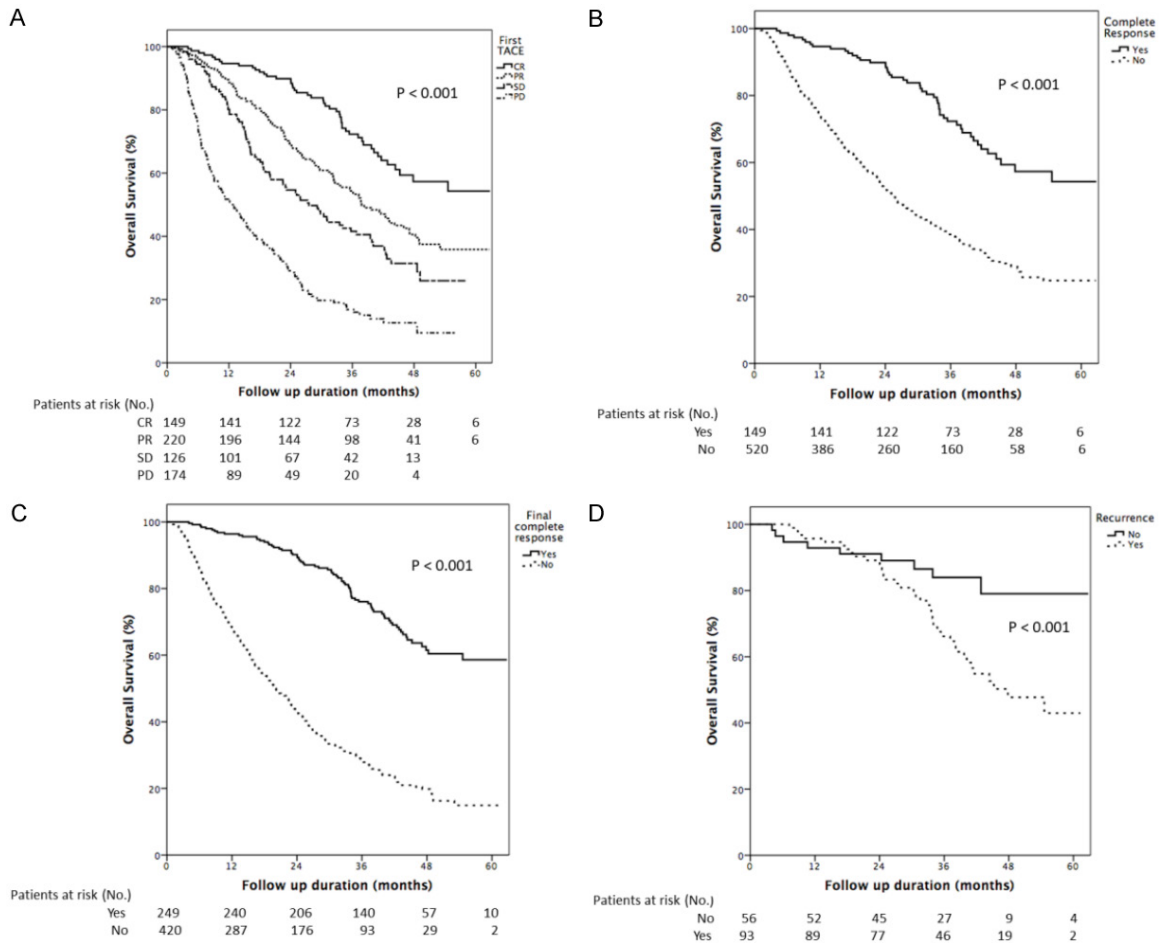 A
First
TACE
CR
PR
SD
PD
P < 0.001
Overall Survival (%)
100
80
60
40
20
0
0 12 24 36 48 60
Follow up duration (months)
Patients at risk (No.)
CR 149 141 122 73 28 6
PR 220 196 144 98 41 6
SD 126 101 67 42 13
PD 174 89 49 20 4
B
Complete
Response
Yes
No
P < 0.001
Overall Survival (%)
100
80
60
40
20
0
0 12 24 36 48 60
Follow up duration (months)
Patients at risk (No.)
Yes 149 141 122 73 28 6
No 520 386 260 160 58 6
C
Final
complete
response
Yes
No
P < 0.001
Overall Survival (%)
100
80
60
40
20
0
0 12 24 36 48 60
Follow up duration (months)
Patients at risk (No.)
Yes 249 240 206 140 57 10
No 420 287 176 93 29 2
D
Recurrence
No
Yes
P < 0.001
Overall Survival (%)
100
80
60
40
20
0
0 12 24 36 48 60
Follow up duration (months)
Patients at risk (No.)
No 56 52 45 27 9 4
Yes 93 89 77 46 19 2